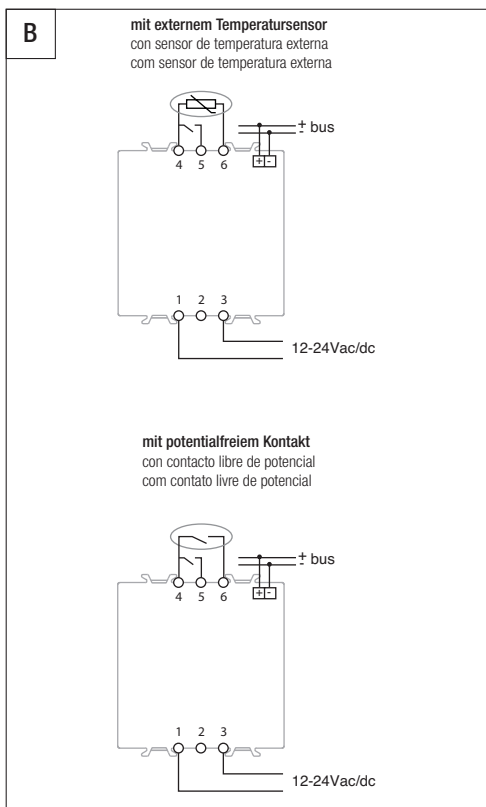 B
mit externem Temperatursensor
con sensor de temperatura externa
com sensor de temperatura externa
+ bus
-
4 5 6 + -
1 2 3
12-24Vac/dc
mit potentialfreiem Kontakt
con contacto libre de potencial
com contato livre de potencial
+ bus
-
4 5 6 + -
1 2 3
12-24Vac/dc